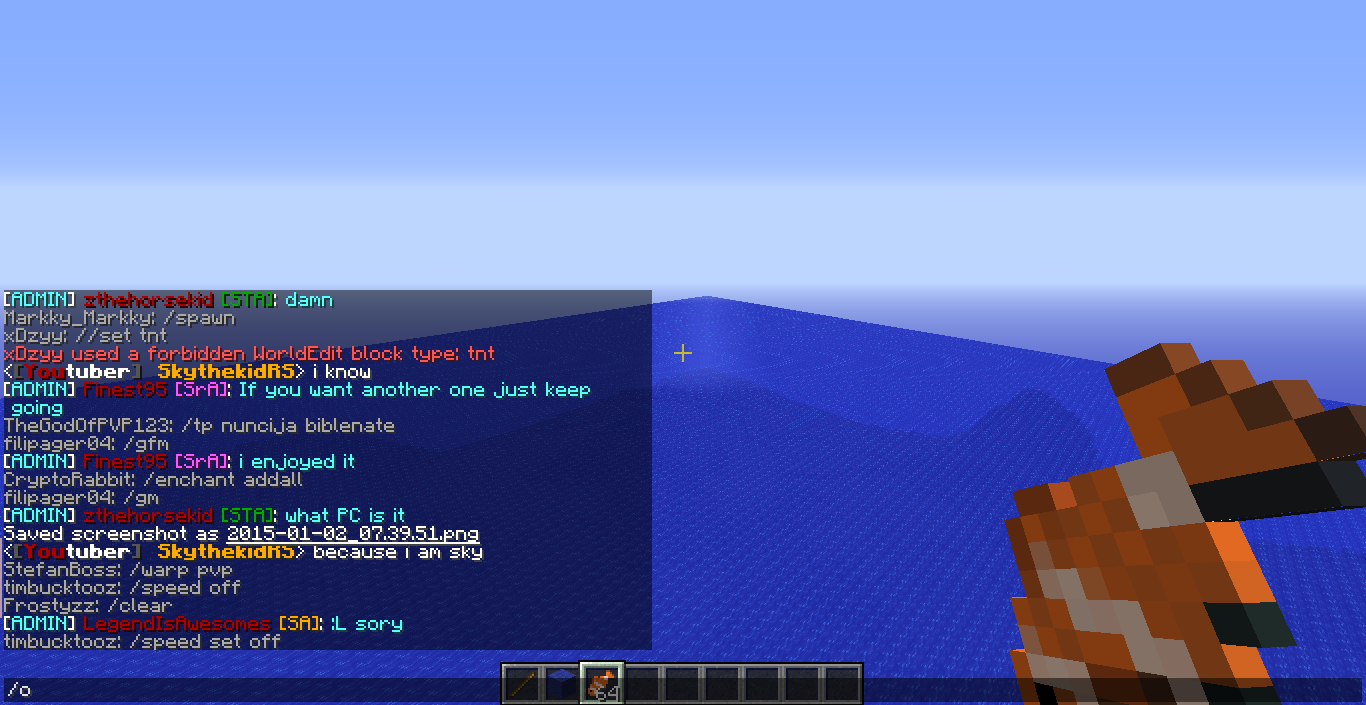 [ADMIN] zthehorsekid [STA]: damn
Markky_Markky: /spawn
xDzyy: //set tnt
xDzyy used a forbidden WorldEdit block type: tnt
<[Youtuber] SkythekidRS> i know
[ADMIN] Finest95 [SrA]: If you want another one just keep
going
TheGodOfPVP123: /tp nuncija biblenate
filipager04: /gfm
[ADMIN] Finest95 [SrA]: i enjoyed it
CryptoRabbit: /enchant addall
filipager04: /gm
[ADMIN] zthehorsekid [STA]: what PC is it
Saved screenshot as 2015-01-02_07.39.51.png
<[Youtuber] SkythekidRS> because i am sky
StefanBoss: /warp pvp
timbucktooz: /speed off
Frostyzz: /clear
[ADMIN] LegendIsAwesomes [SA]: :L sory
timbucktooz: /speed set off
64
/o